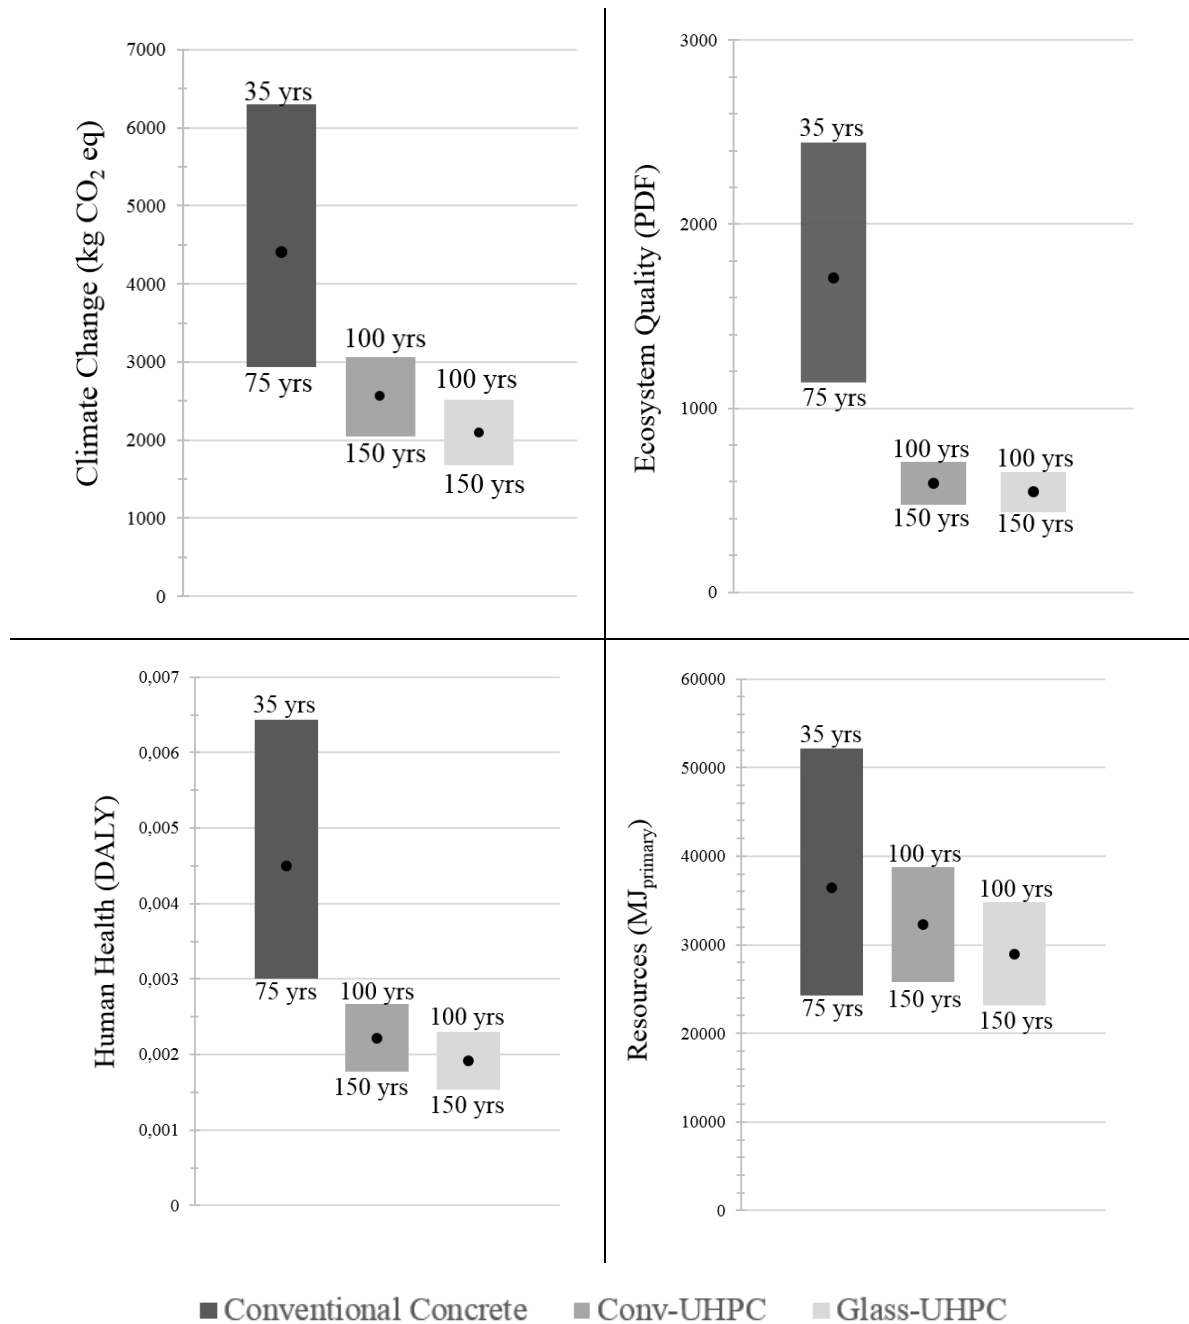 Climate Change (kg CO2 eq)
7000
6000
5000
4000
3000
2000
1000
0
35 yrs
75 yrs
100 yrs
150 yrs
100 yrs
150 yrs
Ecosystem Quality (PDF)
3000
2000
1000
0
35 yrs
75 yrs
100 yrs
150 yrs
100 yrs
150 yrs
Human Health (DALY)
0,007
0,006
0,005
0,004
0,003
0,002
0,001
0
35 yrs
75 yrs
100 yrs
150 yrs
100 yrs
150 yrs
Resources (MJprimary)
60000
50000
40000
30000
20000
10000
0
35 yrs
75 yrs
100 yrs
150 yrs
100 yrs
150 yrs
Conventional Concrete
Conv-UHPC
Glass-UHPC